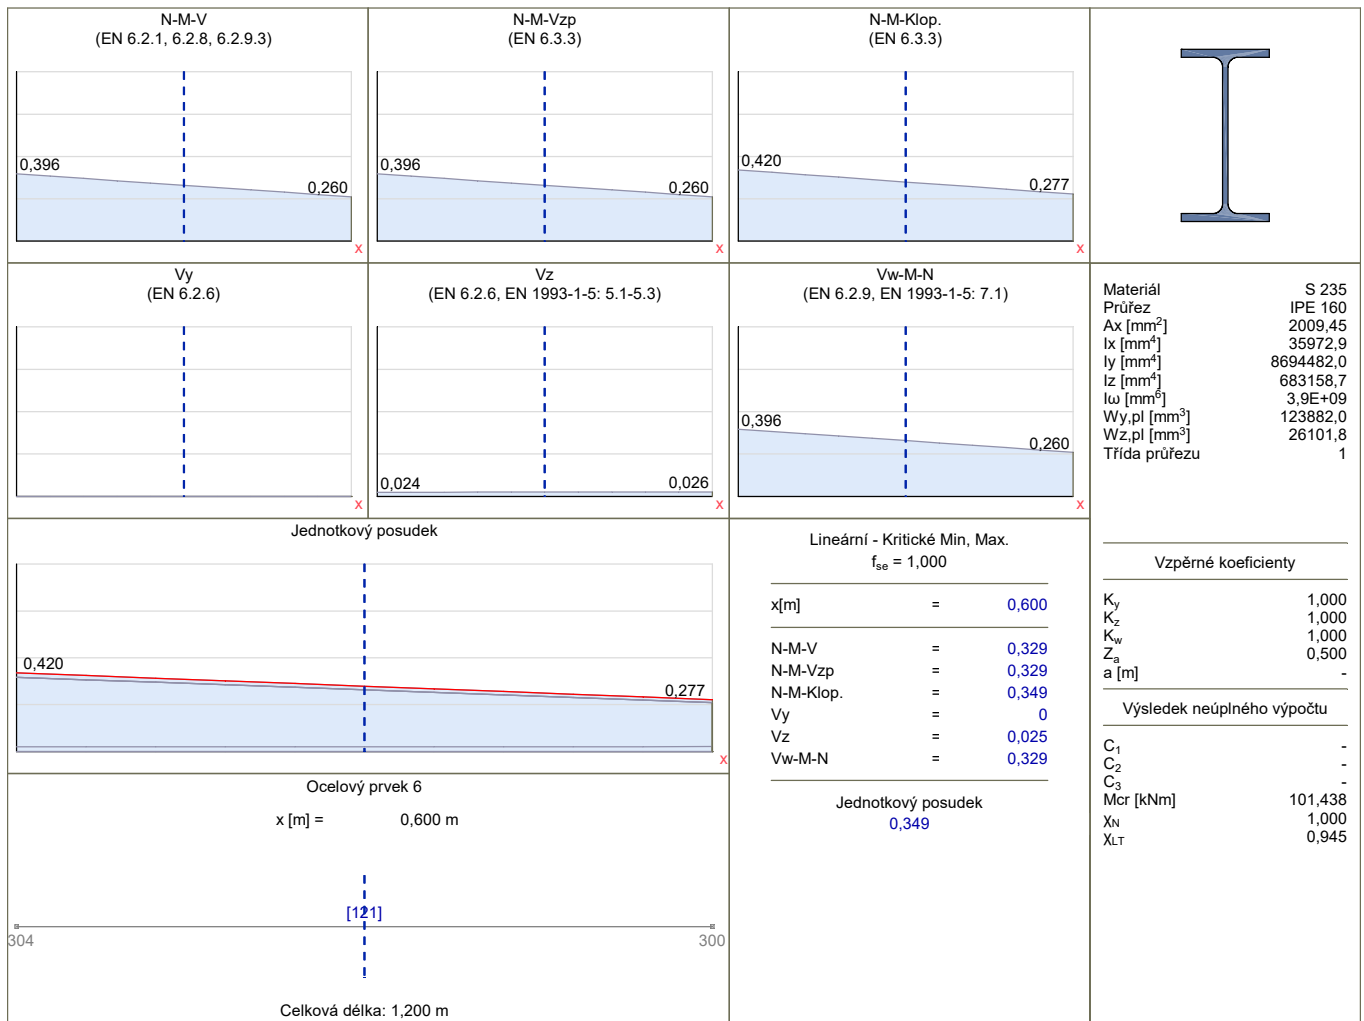 N-M-V
(EN 6.2.1, 6.2.8, 6.2.9.3)
0,396
0,260
x
N-M-Vzp
(EN 6.3.3)
0,396
0,260
x
N-M-Klop.
(EN 6.3.3)
0,420
0,277
x
Vy
(EN 6.2.6)
x
Vz
(EN 6.2.6, EN 1993-1-5: 5.1-5.3)
0,024
0,026
x
Vw-M-N
(EN 6.2.9, EN 1993-1-5: 7.1)
0,396
0,260
x
Materiál S 235
Průřez IPE 160
Ax [mm²] 2009,45
Ix [mm⁴] 35972,9
Iy [mm⁴] 8694482,0
Iz [mm⁴] 683158,7
Iω [mm⁶] 3,9E+09
Wy,pl [mm³] 123882,0
Wz,pl [mm³] 26101,8
Třída průřezu 1
Jednotkový posudek
0,420
0,277
x
Lineární - Kritické Min, Max.
fse = 1,000
x[m] = 0,600
N-M-V = 0,329
N-M-Vzp = 0,329
N-M-Klop. = 0,349
Vy = 0
Vz = 0,025
Vw-M-N = 0,329
Jednotkový posudek
0,349
Vzpěrné koeficienty
Ky 1,000
Kz 1,000
Kw 1,000
Za 0,500
a [m] -
Výsledek neúplného výpočtu
C1 -
C2 -
C3 -
Mcr [kNm] 101,438
χN 1,000
χLT 0,945
Ocelový prvek 6
x [m] = 0,600 m
[121]
304
300
Celková délka: 1,200 m